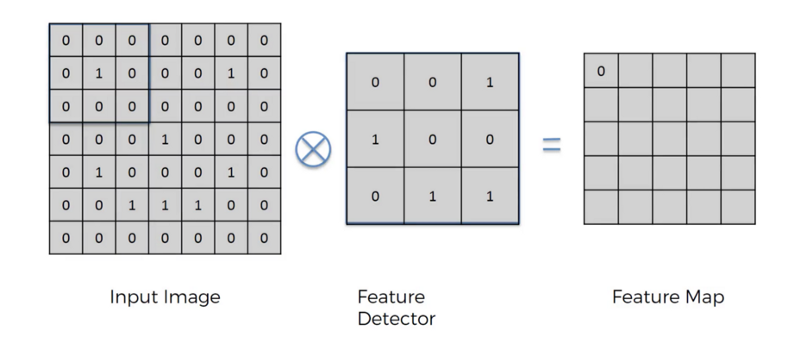 0 0 0 0 0 0 0
0 1 0 0 0 1 0
0 0 0 0 0 0 0
0 0 0 1 0 0 0
0 1 0 0 0 1 0
0 0 1 1 1 0 0
0 0 0 0 0 0 0
0 0 1
1 0 0
0 1 1
=
0
Input Image
Feature
Detector
Feature Map